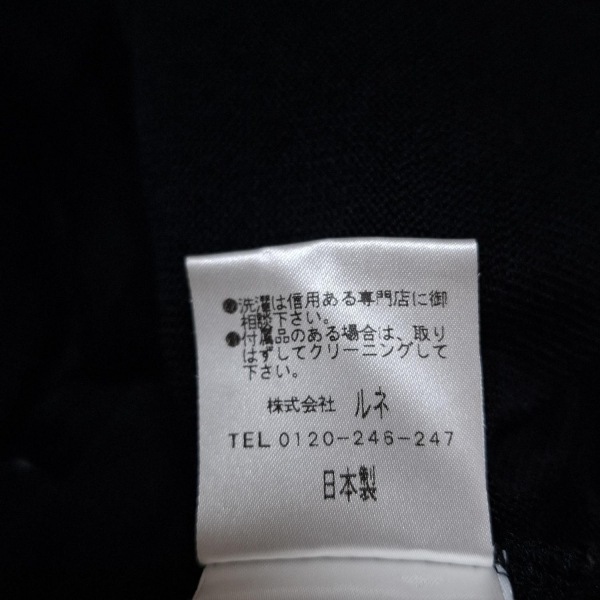 ●洗濯は信用ある専門店に御
相談下さい。
●付属品のある場合は、取り
はずしてクリーニングして
下さい。
株式会社 ルネ
TEL 0120-246-247
日本製